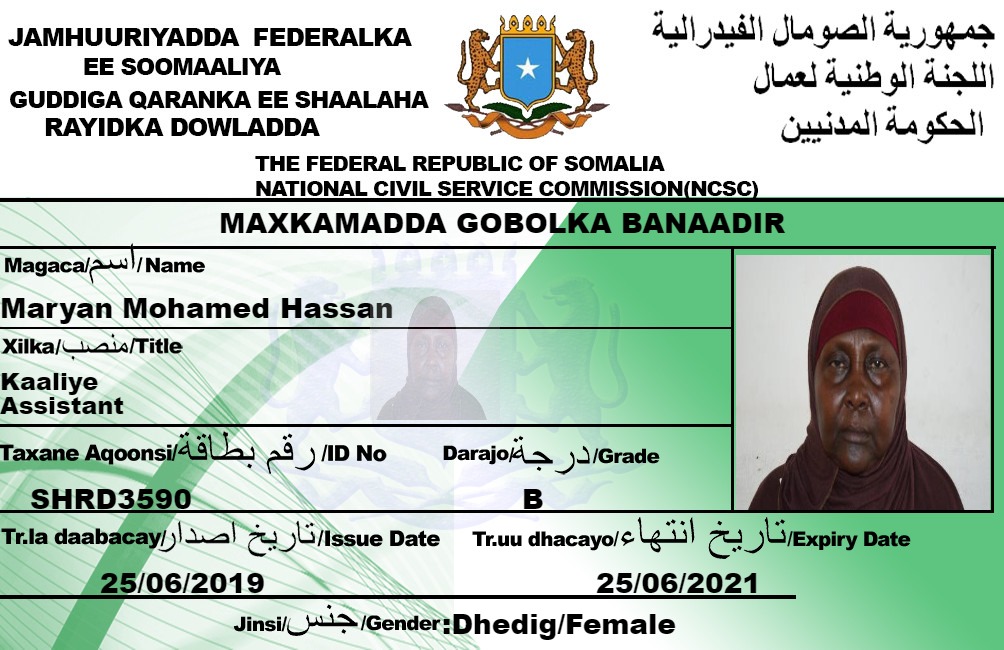 JAMHUURIYADDA FEDERALKA
EE SOOMAALIYA
GUDDIGA QARANKA EE SHAALAHA
RAYIDKA DOWLADDA
جمهورية الصومال الفيدرالية
اللجنة الوطنية لعمال
الحكومة المدنيين
THE FEDERAL REPUBLIC OF SOMALIA
NATIONAL CIVIL SERVICE COMMISSION(NCSC)
MAXKAMADDA GOBOLKA BANAADIR
Magaca/اسم/Name
Maryan Mohamed Hassan
Xilka/منصب/Title
Kaaliye
Assistant
Taxane Aqoonsi/رقم بطاقة/ID No Darajo/درجة/Grade
SHRD3590 B
Tr.la daabacay/تاريخ اصدار/Issue Date Tr.uu dhacayo/تاريخ انتهاء/Expiry Date
25/06/2019 25/06/2021
Jinsi/جنس/Gender:Dhedig/Female